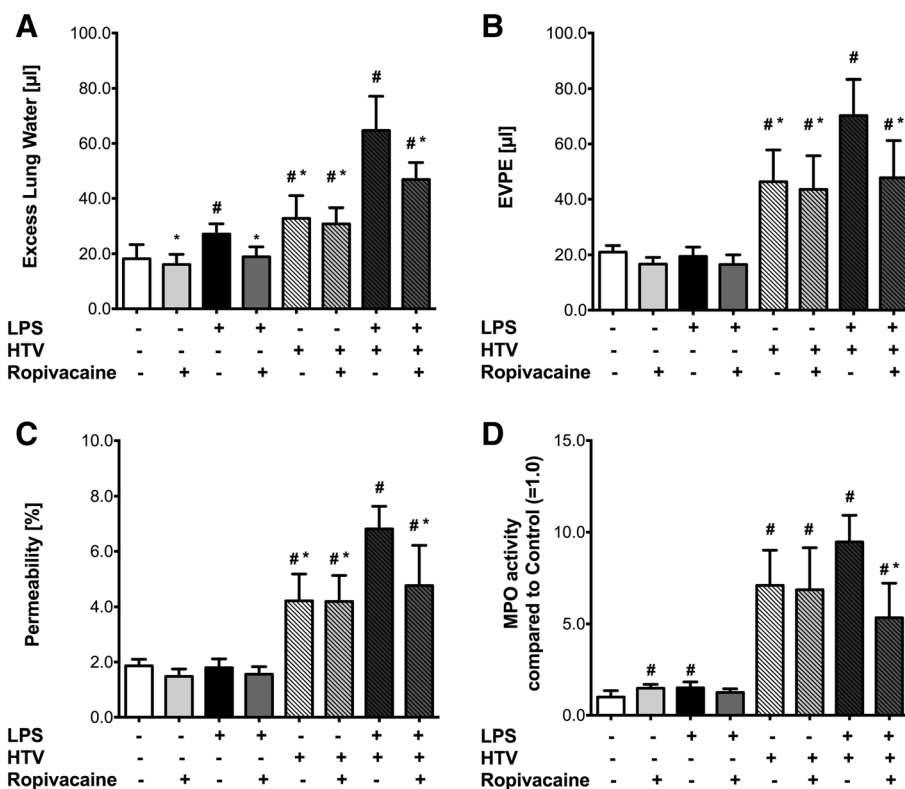 A
Excess Lung Water [µl]
100.0
80.0
60.0
40.0
20.0
0.0
* # * # * # * # # *
LPS - - + + - - + +
HTV - - - - + + + +
Ropivacaine - + - + - + - +
B
EVPE [µl]
100.0
80.0
60.0
40.0
20.0
0.0
# * # * # # *
LPS - - + + - - + +
HTV - - - - + + + +
Ropivacaine - + - + - + - +
C
Permeability [%]
10.0
8.0
6.0
4.0
2.0
0.0
# * # * # # *
LPS - - + + - - + +
HTV - - - - + + + +
Ropivacaine - + - + - + - +
D
MPO activity
compared to Control (=1.0)
15.0
10.0
5.0
0.0
# # # # # # *
LPS - - + + - - + +
HTV - - - - + + + +
Ropivacaine - + - + - + - +